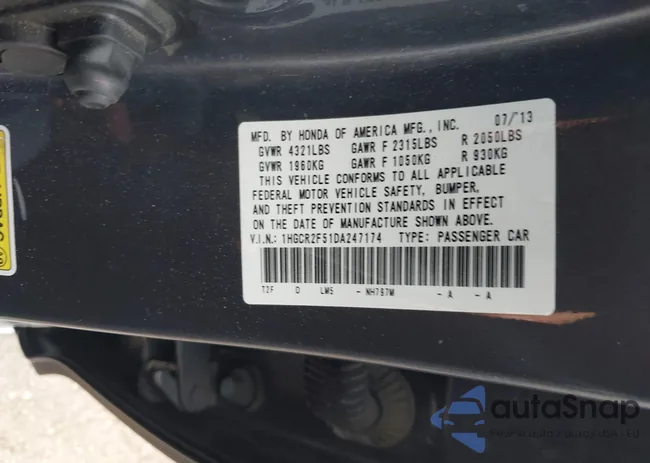 MFD. BY HONDA OF AMERICA MFG., INC. 07/13
GVWR 4321LBS GAWR F 2315LBS R 2050LBS
GVWR 1960KG GAWR F 1050KG R 930KG
THIS VEHICLE CONFORMS TO ALL APPLICABLE
FEDERAL MOTOR VEHICLE SAFETY, BUMPER,
AND THEFT PREVENTION STANDARDS IN EFFECT
ON THE DATE OF MANUFACTURE SHOWN ABOVE.
V.I.N.: 1HGCR2F51DA247174 TYPE: PASSENGER CAR
T2F D LM5 - NH797M - A - A
autaSnap